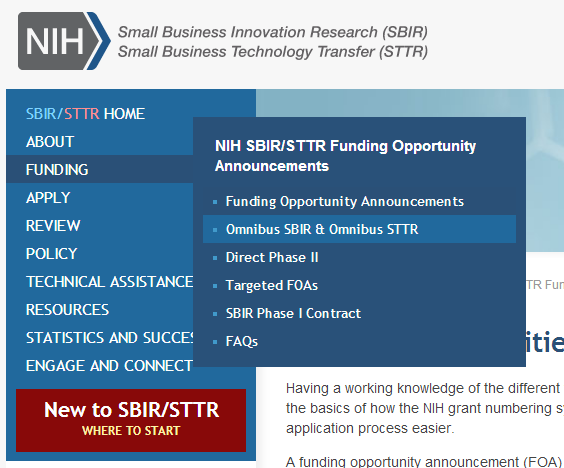 NIH
Small Business Innovation Research (SBIR)
Small Business Technology Transfer (STTR)
SBIR/STTR HOME
ABOUT
FUNDING
APPLY
REVIEW
POLICY
TECHNICAL ASSISTANCE
RESOURCES
STATISTICS AND
ENGAGE AND CONNECT
New to SBIR/STTR
WHERE TO START
NIH SBIR/STTR Funding Opportunity
Announcements
Funding Opportunity Announcements
Omnibus SBIR & Omnibus STTR
Direct Phase II
Targeted FOAs
SBIR Phase I Contract
FAQs
Having a working knowledge of the different
the basics of how the NIH grant numbering
application process easier.
A funding opportunity announcement (FOA)